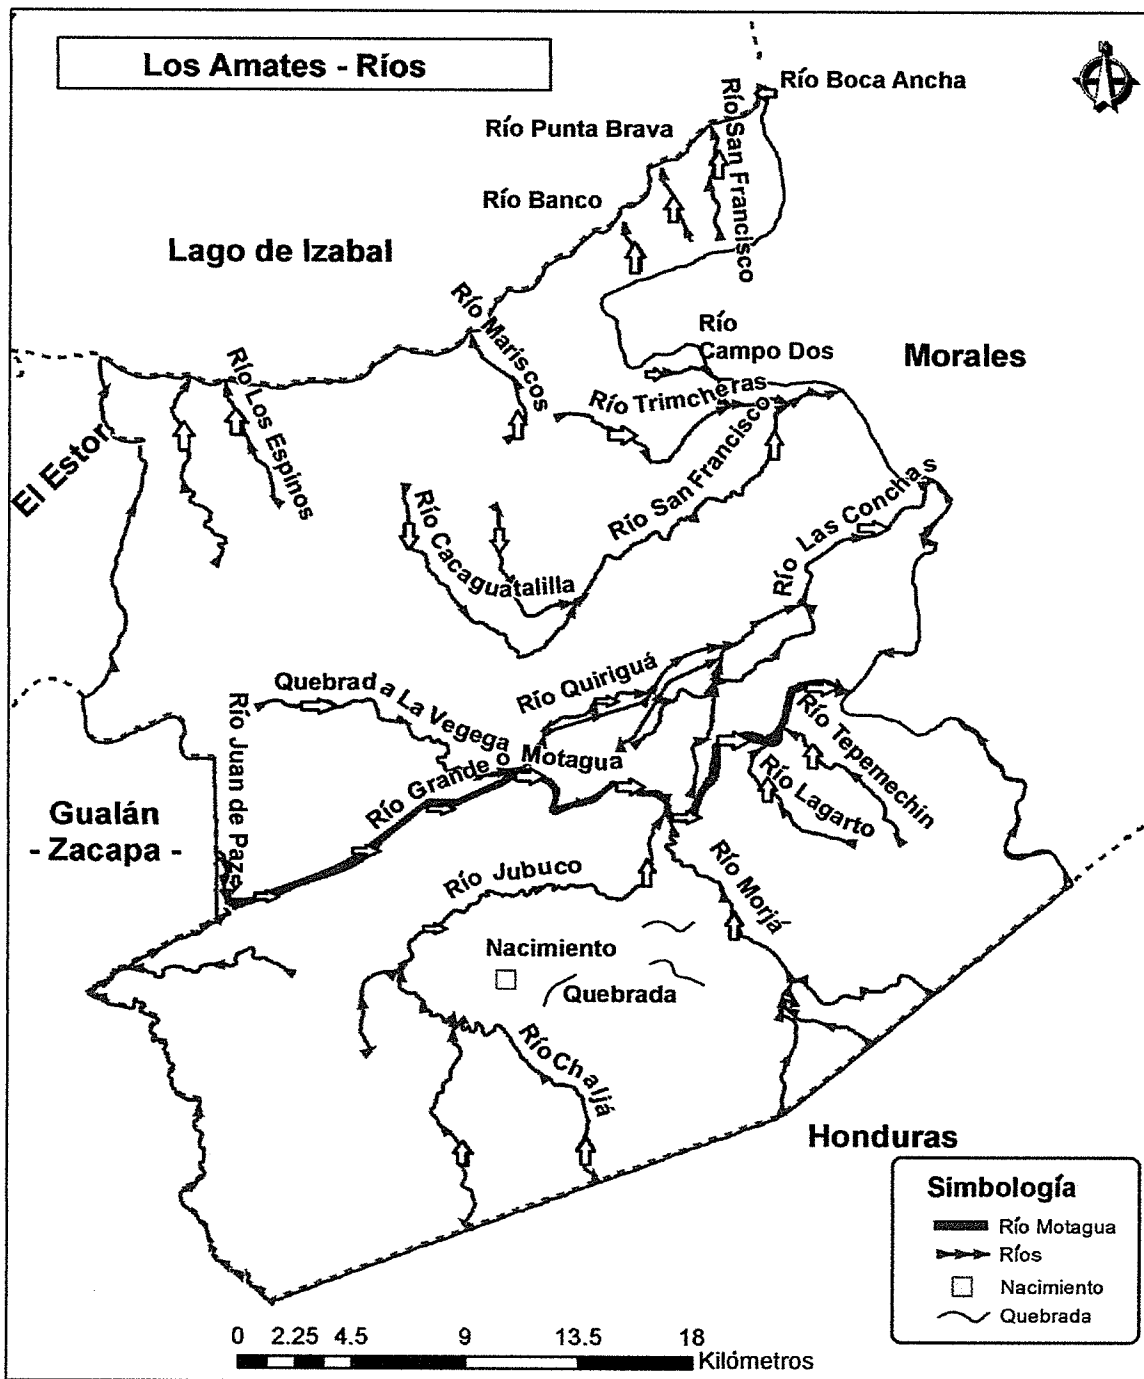 Los Amates - Ríos
Río Boca Ancha
Río Punta Brava
Río San Francisco
Río Banco
Lago de Izabal
Río Mariscos
Río
Campo Dos
Morales
Río Los Espinos
Río Trimcheras
El Estor
Río San Francisco
Río Las Conchas
Río Cacaguatalilla
Quebrad a La Vegega
Río Quiriguá
Río Juan de Paz
Río Grande o Motagua
Río Tepemechin
Río Lagarto
Gualán
- Zacapa -
Río Jubuco
Río Morjá
Nacimiento
Quebrada
Río Chaljá
Honduras
Simbología
Río Motagua
Ríos
Nacimiento
Quebrada
0 2.25 4.5 9 13.5 18
Kilómetros